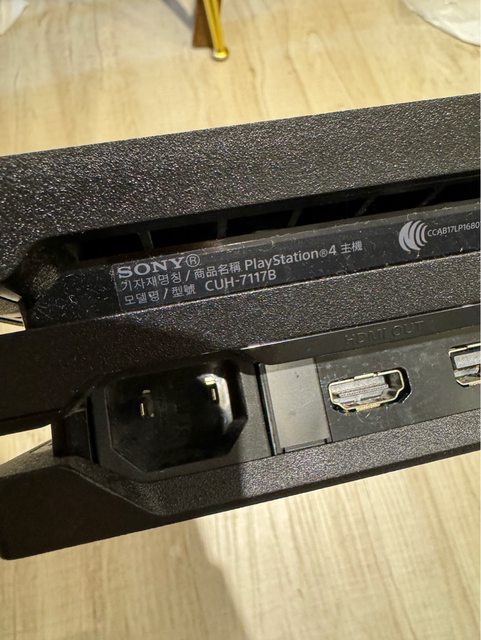 SONY®
기자재명칭 / 商品名稱 PlayStation®4 主機
모델명 / 型號 CUH-7117B
CCAB17LP1680
HDMI OUT